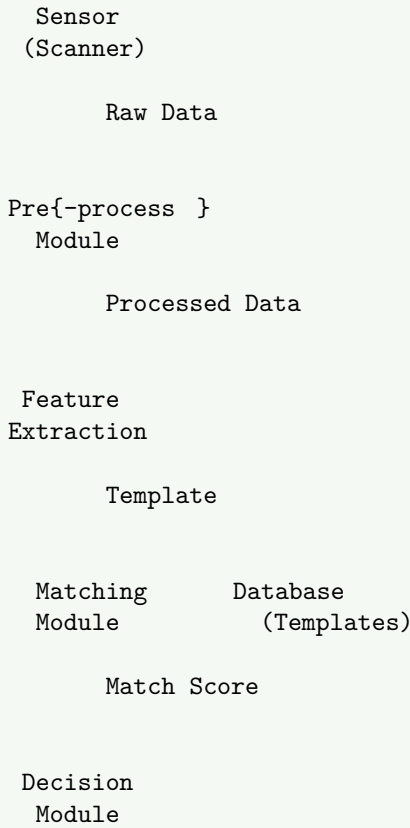 Sensor
(Scanner)
Raw Data
Pre{-process }
Module
Processed Data
Feature
Extraction
Template
Matching Database
Module (Templates)
Match Score
Decision
Module